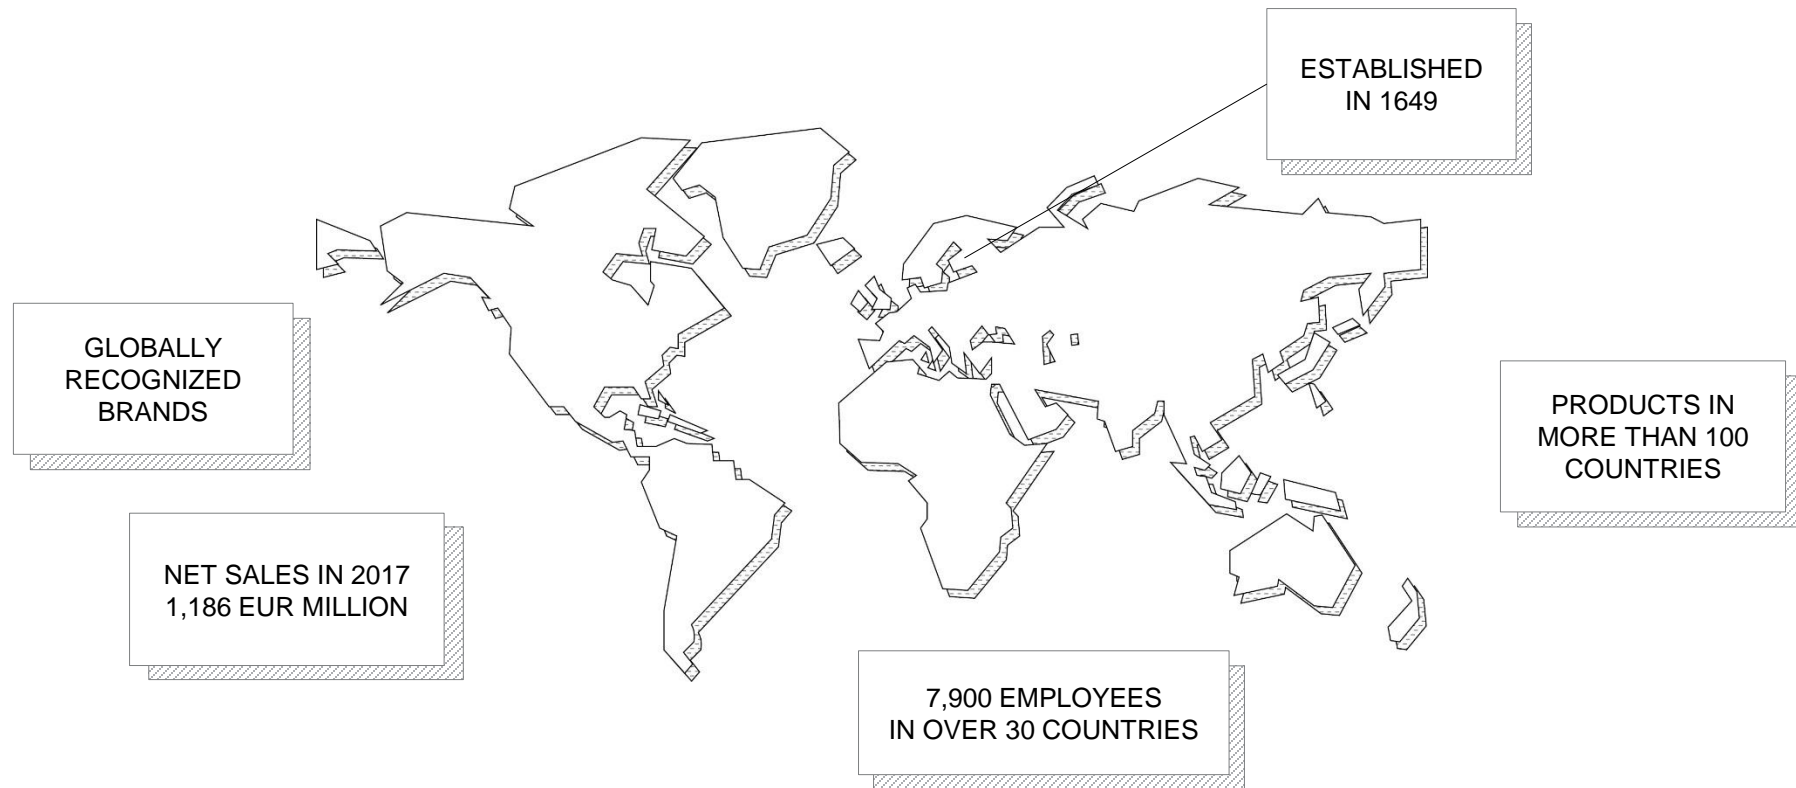 ESTABLISHED
IN 1649
GLOBALLY
RECOGNIZED
BRANDS
PRODUCTS IN
MORE THAN 100
COUNTRIES
NET SALES IN 2017
1,186 EUR MILLION
7,900 EMPLOYEES
IN OVER 30 COUNTRIES